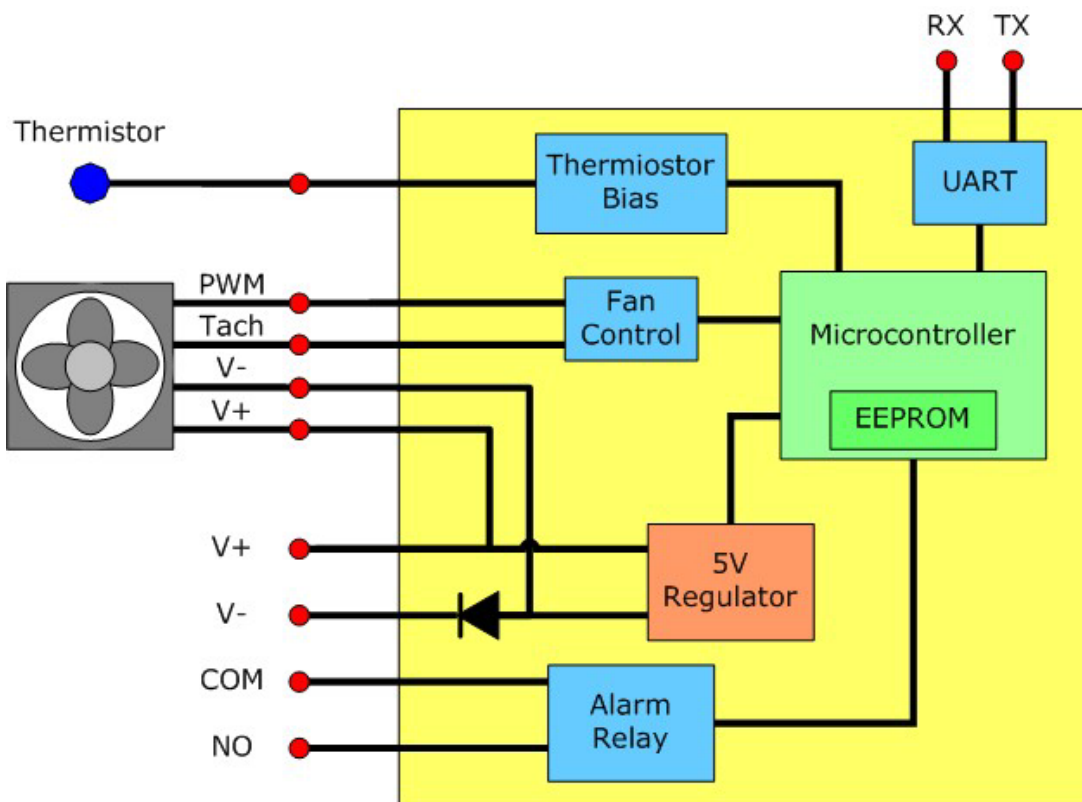 RX TX
Thermistor
Thermiostor
Bias
UART
PWM
Tach
V-
V+
Fan
Control
Microcontroller
EEPROM
V+
V-
5V
Regulator
COM
NO
Alarm
Relay